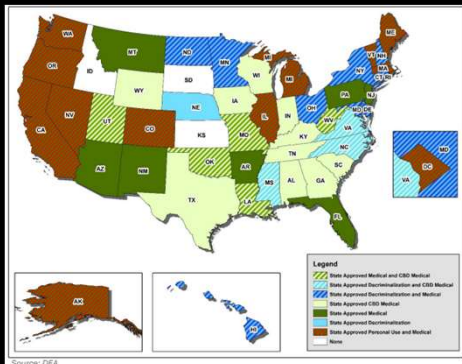 WA
MT
ND
MN
ME
VT
NH
OR
ID
SD
WI
MI
MI
NY
MA
CT
RI
WY
IA
PA
NJ
NE
OH
MD
DE
NV
UT
IL
IN
WV
CA
CO
KS
MO
KY
VA
MD
DC
VA
AZ
NM
OK
AR
TN
NC
SC
MS
AL
GA
TX
LA
FL
AK
HI
Legend
State Approved Medical and CBD Medical
State Approved Decriminalization and CBD Medical
State Approved Decriminalization and Medical
State Approved CBD Medical
State Approved Medical
State Approved Decriminalization
State Approved Personal Use and Medical
None
Source: DEA